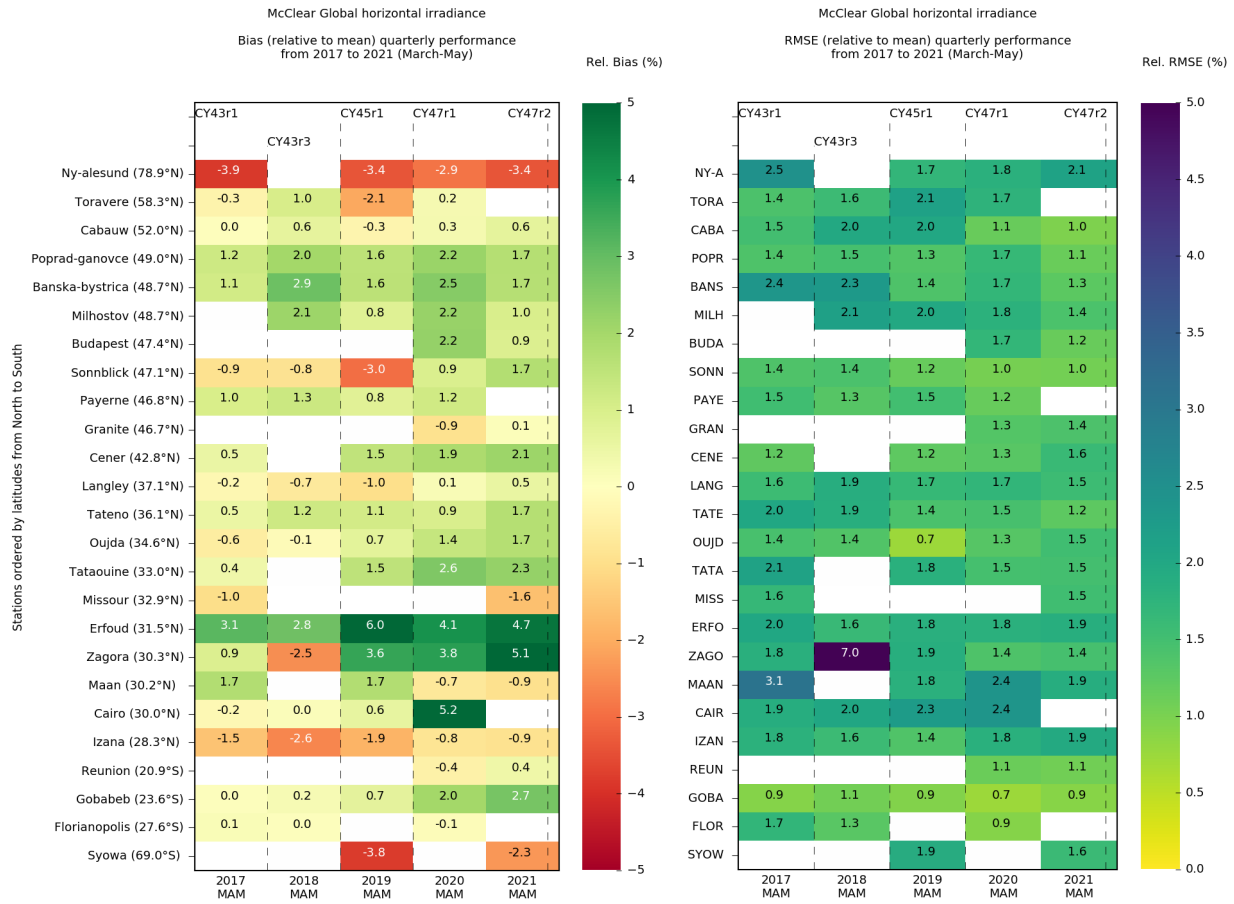 McClear Global horizontal irradiance
Bias (relative to mean) quarterly performance
from 2017 to 2021 (March-May)
Rel. Bias (%)
CY43r1 CY45r1 CY47r1 CY47r2
CY43r3
Stations ordered by latitudes from North to South
Ny-alesund (78.9°N) -3.9 -3.4 -2.9 -3.4
Toravere (58.3°N) -0.3 1.0 -2.1 0.2
Cabauw (52.0°N) 0.0 0.6 -0.3 0.3 0.6
Poprad-ganovce (49.0°N) 1.2 2.0 1.6 2.2 1.7
Banska-bystrica (48.7°N) 1.1 2.9 1.6 2.5 1.7
Milhostov (48.7°N) 2.1 0.8 2.2 1.0
Budapest (47.4°N) 2.2 0.9
Sonnblick (47.1°N) -0.9 -0.8 -3.0 0.9 1.7
Payerne (46.8°N) 1.0 1.3 0.8 1.2
Granite (46.7°N) -0.9 0.1
Cener (42.8°N) 0.5 1.5 1.9 2.1
Langley (37.1°N) -0.2 -0.7 -1.0 0.1 0.5
Tateno (36.1°N) 0.5 1.2 1.1 0.9 1.7
Oujda (34.6°N) -0.6 -0.1 0.7 1.4 1.7
Tataouine (33.0°N) 0.4 1.5 2.6 2.3
Missour (32.9°N) -1.0 -1.6
Erfoud (31.5°N) 3.1 2.8 6.0 4.1 4.7
Zagora (30.3°N) 0.9 -2.5 3.6 3.8 5.1
Maan (30.2°N) 1.7 1.7 -0.7 -0.9
Cairo (30.0°N) -0.2 0.0 0.6 5.2
Izana (28.3°N) -1.5 -2.6 -1.9 -0.8 -0.9
Reunion (20.9°S) -0.4 0.4
Gobabeb (23.6°S) 0.0 0.2 0.7 2.0 2.7
Florianopolis (27.6°S) 0.1 0.0 -0.1
Syowa (69.0°S) -3.8 -2.3
2017 2018 2019 2020 2021
MAM MAM MAM MAM MAM
5
4
3
2
1
0
−1
−2
−3
−4
−5
McClear Global horizontal irradiance
RMSE (relative to mean) quarterly performance
from 2017 to 2021 (March-May)
Rel. RMSE (%)
CY43r1 CY45r1 CY47r1 CY47r2
CY43r3
NY-A 2.5 1.7 1.8 2.1
TORA 1.4 1.6 2.1 1.7
CABA 1.5 2.0 2.0 1.1 1.0
POPR 1.4 1.5 1.3 1.7 1.1
BANS 2.4 2.3 1.4 1.7 1.3
MILH 2.1 2.0 1.8 1.4
BUDA 1.7 1.2
SONN 1.4 1.4 1.2 1.0 1.0
PAYE 1.5 1.3 1.5 1.2
GRAN 1.3 1.4
CENE 1.2 1.2 1.3 1.6
LANG 1.6 1.9 1.7 1.7 1.5
TATE 2.0 1.9 1.4 1.5 1.2
OUJD 1.4 1.4 0.7 1.3 1.5
TATA 2.1 1.8 1.5 1.5
MISS 1.6 1.5
ERFO 2.0 1.6 1.8 1.8 1.9
ZAGO 1.8 7.0 1.9 1.4 1.4
MAAN 3.1 1.8 2.4 1.9
CAIR 1.9 2.0 2.3 2.4
IZAN 1.8 1.6 1.4 1.8 1.9
REUN 1.1 1.1
GOBA 0.9 1.1 0.9 0.7 0.9
FLOR 1.7 1.3 0.9
SYOW 1.9 1.6
2017 2018 2019 2020 2021
MAM MAM MAM MAM MAM
5.0
4.5
4.0
3.5
3.0
2.5
2.0
1.5
1.0
0.5
0.0